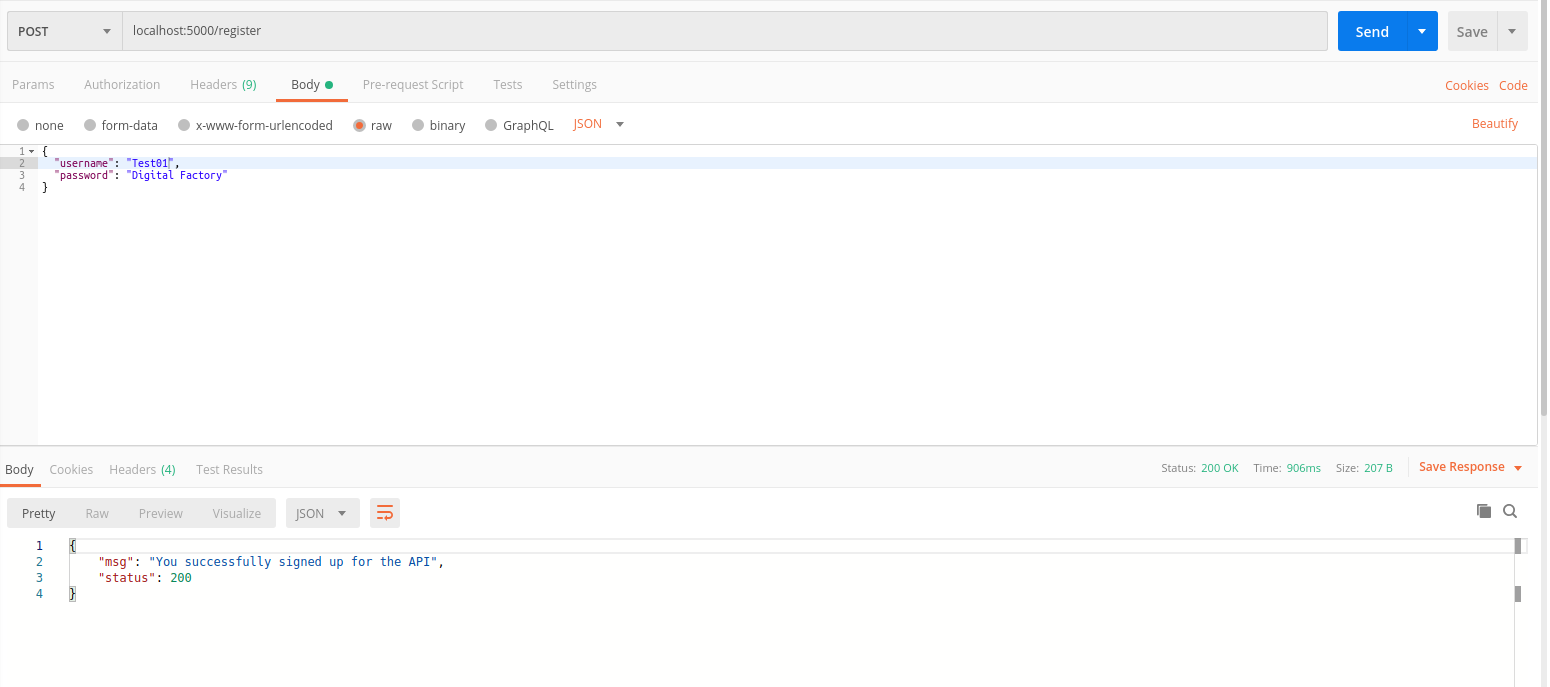 POST localhost:5000/register Send Save
Params Authorization Headers (9) Body Pre-request Script Tests Settings Cookies Code
none form-data x-www-form-urlencoded raw binary GraphQL JSON Beautify
1 {
2 "username": "Test01",
3 "password": "Digital Factory"
4 }
Body Cookies Headers (4) Test Results Status: 200 OK Time: 906ms Size: 207 B Save Response
Pretty Raw Preview Visualize JSON
1 {
2 "msg": "You successfully signed up for the API",
3 "status": 200
4 }